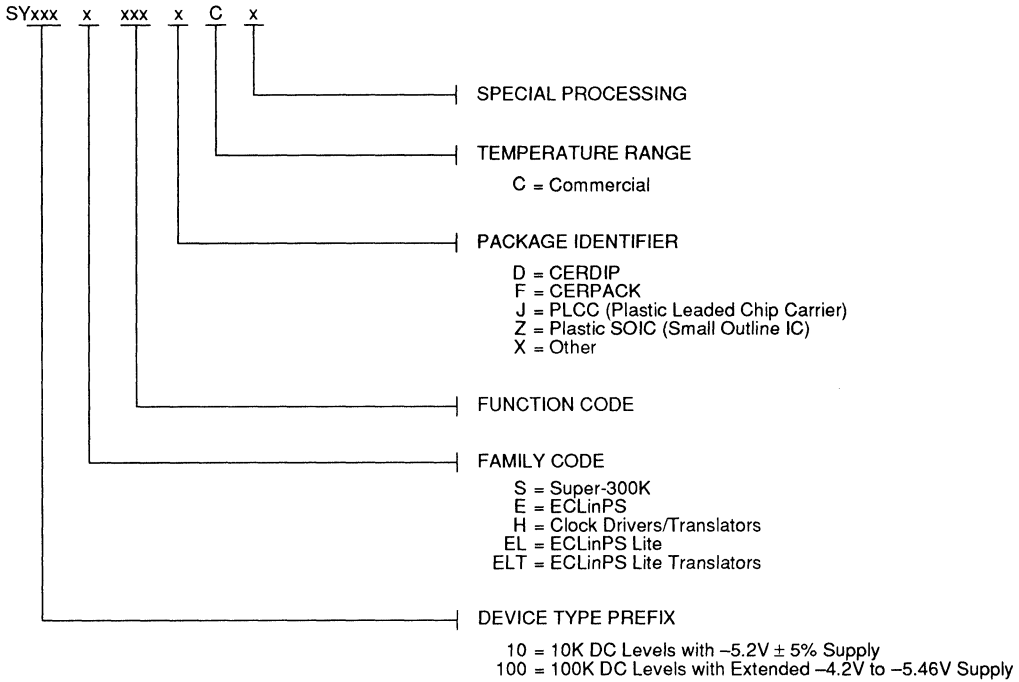 SYxxx x xxx x C x
SPECIAL PROCESSING
TEMPERATURE RANGE
C = Commercial
PACKAGE IDENTIFIER
D = CERDIP
F = CERPACK
J = PLCC (Plastic Leaded Chip Carrier)
Z = Plastic SOIC (Small Outline IC)
X = Other
FUNCTION CODE
FAMILY CODE
S = Super-300K
E = ECLinPS
H = Clock Drivers/Translators
EL = ECLinPS Lite
ELT = ECLinPS Lite Translators
DEVICE TYPE PREFIX
10 = 10K DC Levels with –5.2V ± 5% Supply
100 = 100K DC Levels with Extended –4.2V to –5.46V Supply